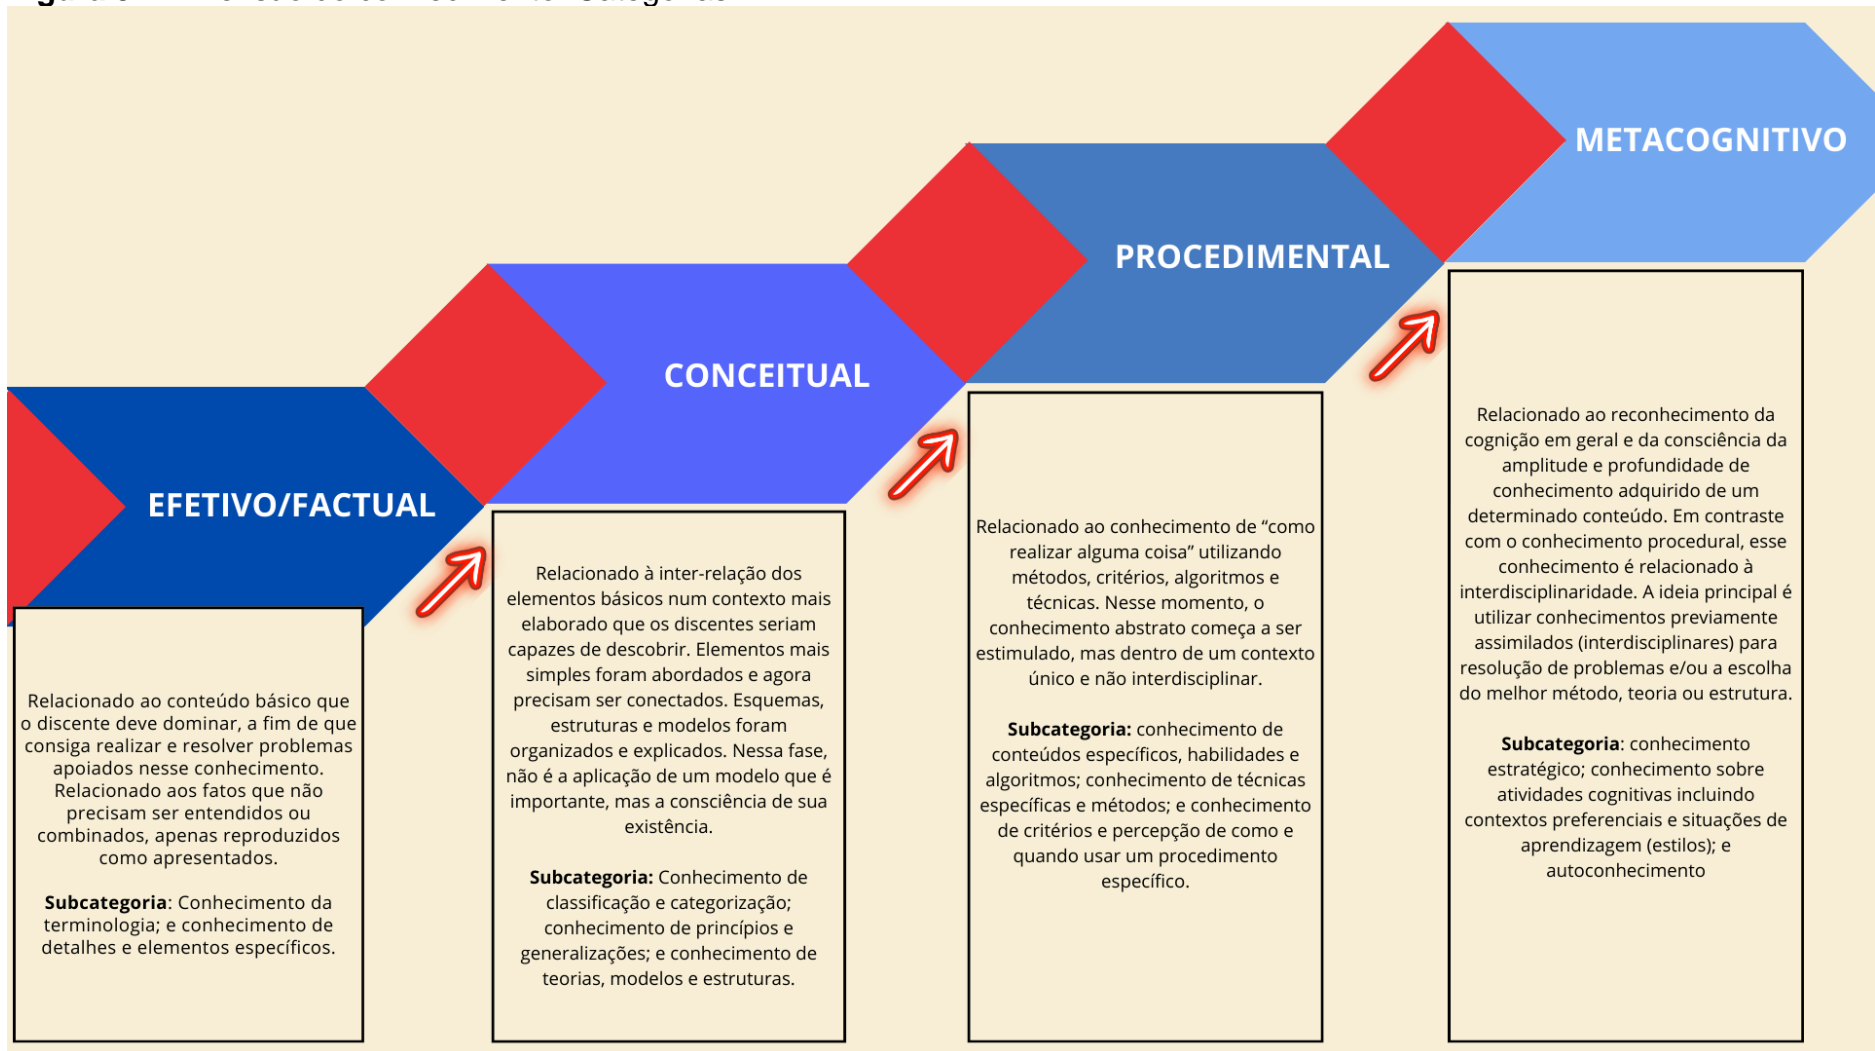 EFETIVO/FACTUAL
Relacionado ao conteúdo básico que
o discente deve dominar, a fim de que
consiga realizar e resolver problemas
apoiados nesse conhecimento.
Relacionado aos fatos que não
precisam ser entendidos ou
combinados, apenas reproduzidos
como apresentados.
Subcategoria: Conhecimento da
terminologia; e conhecimento de
detalhes e elementos específicos.
CONCEITUAL
Relacionado à inter-relação dos
elementos básicos num contexto mais
elaborado que os discentes seriam
capazes de descobrir. Elementos mais
simples foram abordados e agora
precisam ser conectados. Esquemas,
estruturas e modelos foram
organizados e explicados. Nessa fase,
não é a aplicação de um modelo que é
importante, mas a consciência de sua
existência.
Subcategoria: Conhecimento de
classificação e categorização;
conhecimento de princípios e
generalizações; e conhecimento de
teorias, modelos e estruturas.
PROCEDIMENTAL
Relacionado ao conhecimento de “como
realizar alguma coisa” utilizando
métodos, critérios, algoritmos e
técnicas. Nesse momento, o
conhecimento abstrato começa a ser
estimulado, mas dentro de um contexto
único e não interdisciplinar.
Subcategoria: conhecimento de
conteúdos específicos, habilidades e
algoritmos; conhecimento de técnicas
específicas e métodos; e conhecimento
de critérios e percepção de como e
quando usar um procedimento
específico.
METACOGNITIVO
Relacionado ao reconhecimento da
cognição em geral e da consciência da
amplitude e profundidade de
conhecimento adquirido de um
determinado conteúdo. Em contraste
com o conhecimento procedural, esse
conhecimento é relacionado à
interdisciplinaridade. A ideia principal é
utilizar conhecimentos previamente
assimilados (interdisciplinares) para
resolução de problemas e/ou a escolha
do melhor método, teoria ou estrutura.
Subcategoria: conhecimento
estratégico; conhecimento sobre
atividades cognitivas incluindo
contextos preferenciais e situações de
aprendizagem (estilos); e
autoconhecimento